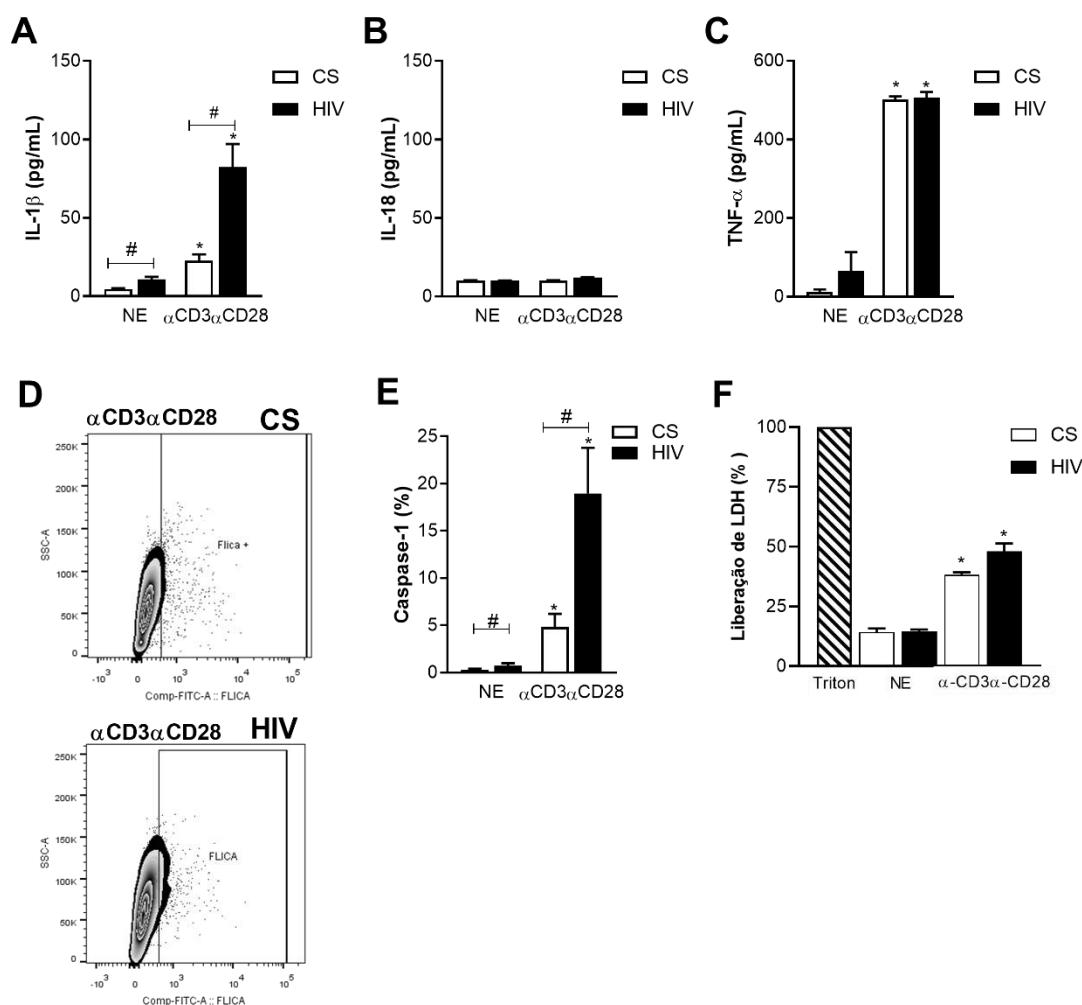 A
150
100
50
0
IL-1β (pg/mL)
CS
HIV
#
#
*
*
NE
αCD3αCD28
B
150
100
50
0
IL-18 (pg/mL)
CS
HIV
NE
αCD3αCD28
C
600
400
200
0
TNF-α (pg/mL)
CS
HIV
* *
NE
αCD3αCD28
D
αCD3αCD28 CS
250K
200K
150K
100K
50K
0
SSC-A
Flica +
-10³ 0 10³ 10⁴ 10⁵
Comp-FITC-A :: FLICA
αCD3αCD28 HIV
250K
200K
150K
100K
50K
0
SSC-A
FLICA
-10³ 0 10³ 10⁴ 10⁵
Comp-FITC-A :: FLICA
E
25
20
15
10
5
0
Caspase-1 (%)
CS
HIV
#
#
*
*
NE
αCD3αCD28
F
100
75
50
25
0
Liberação de LDH (% )
CS
HIV
*
*
Triton
NE
α-CD3α-CD28